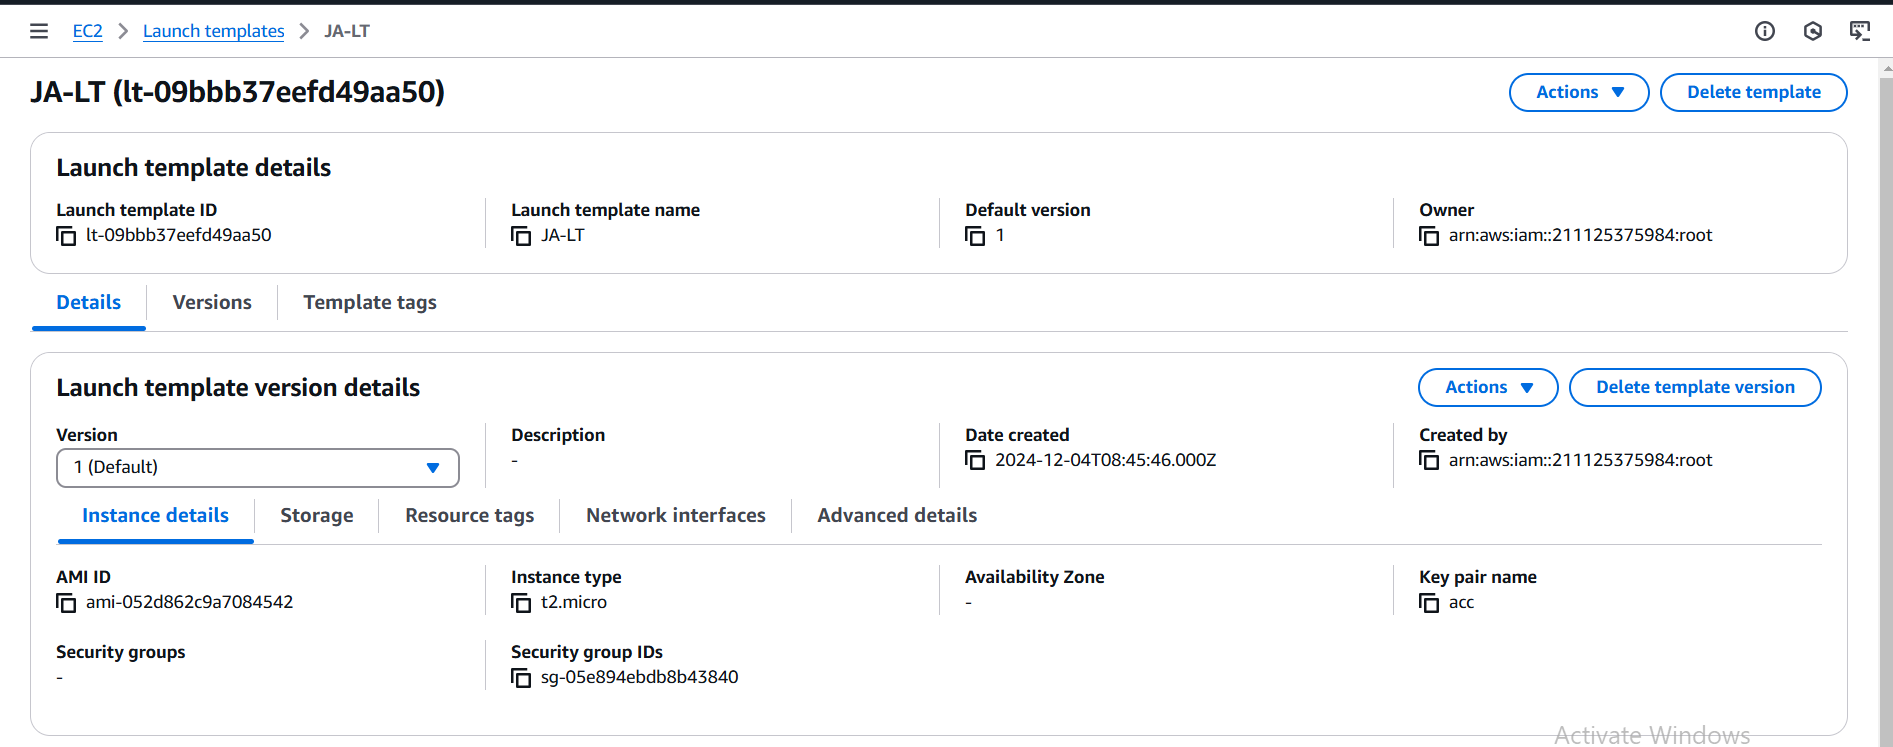 EC2 > Launch templates > JA-LT
JA-LT (lt-09bbb37eefd49aa50)
Actions
Delete template
Launch template details
Launch template ID
lt-09bbb37eefd49aa50
Launch template name
JA-LT
Default version
1
Owner
arn:aws:iam::211125375984:root
Details
Versions
Template tags
Launch template version details
Actions
Delete template version
Version
1 (Default)
Description
-
Date created
2024-12-04T08:45:46.000Z
Created by
arn:aws:iam::211125375984:root
Instance details
Storage
Resource tags
Network interfaces
Advanced details
AMI ID
ami-052d862c9a7084542
Instance type
t2.micro
Availability Zone
-
Key pair name
acc
Security groups
-
Security group IDs
sg-05e894ebdb8b43840
Activate Windows